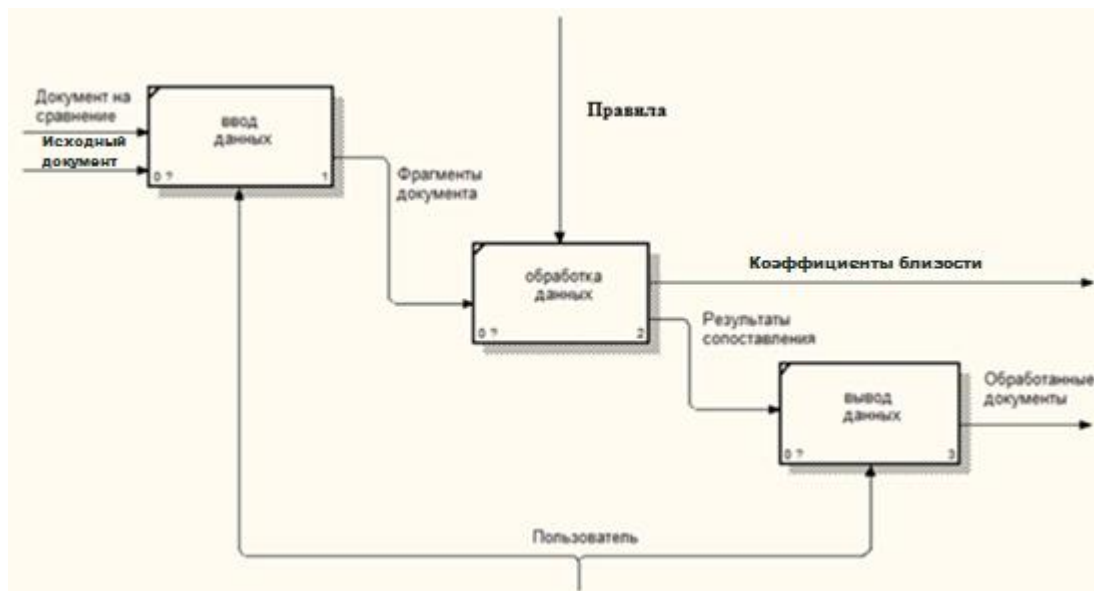 Документ на
сравнение
Исходный
документ
ввод
данных
0 ?
1
Фрагменты
документа
Правила
обработка
данных
0 ?
2
Коэффициенты близости
Результаты
сопоставления
вывод
данных
0 ?
3
Обработанные
документы
Пользователь